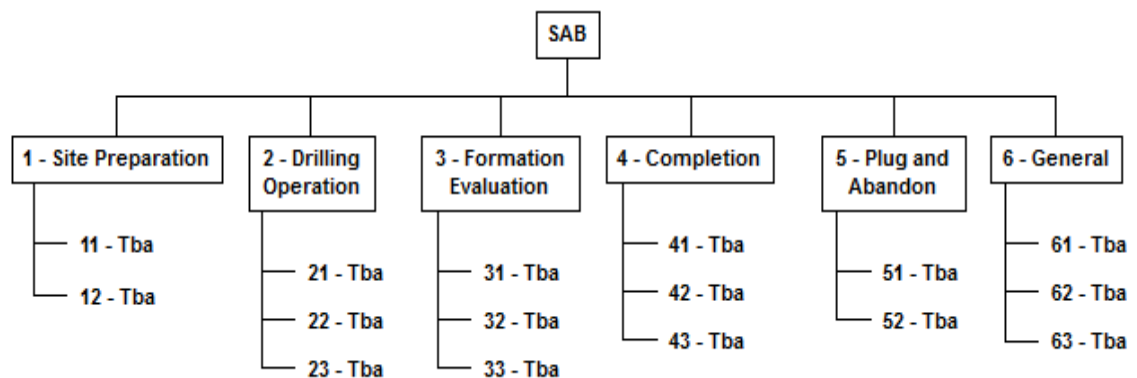 SAB
1 - Site Preparation
2 - Drilling
Operation
3 - Formation
Evaluation
4 - Completion
5 - Plug and
Abandon
6 - General
11 - Tba
12 - Tba
21 - Tba
22 - Tba
23 - Tba
31 - Tba
32 - Tba
33 - Tba
41 - Tba
42 - Tba
43 - Tba
51 - Tba
52 - Tba
61 - Tba
62 - Tba
63 - Tba